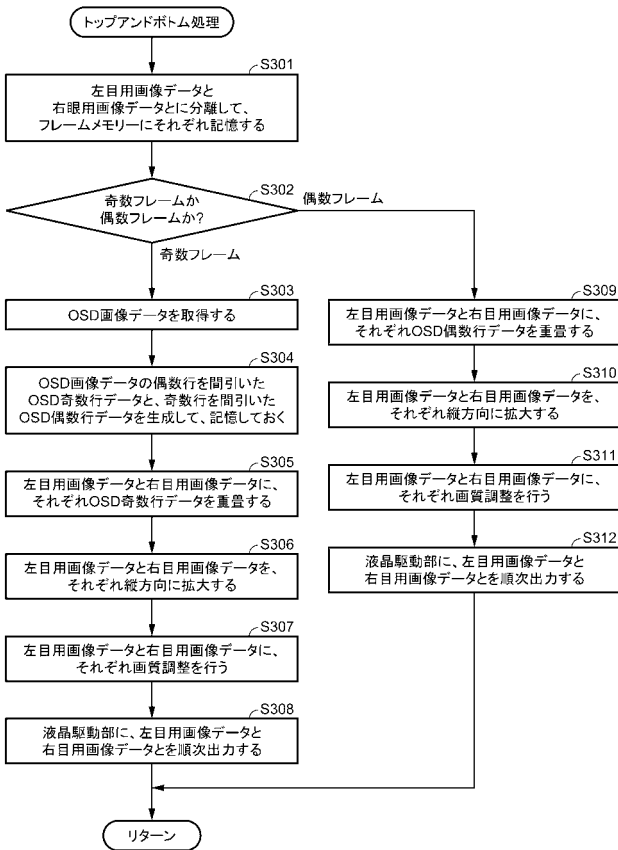 トップアンドボトム処理
S301
左目用画像データと
右眼用画像データとに分離して、
フレームメモリーにそれぞれ記憶する
S302
奇数フレームか
偶数フレームか?
偶数フレーム
奇数フレーム
S303
OSD画像データを取得する
S304
OSD画像データの偶数行を間引いた
OSD奇数行データと、奇数行を間引いた
OSD偶数行データを生成して、記憶しておく
S305
左目用画像データと右目用画像データに、
それぞれOSD奇数行データを重畳する
S306
左目用画像データと右目用画像データを、
それぞれ縦方向に拡大する
S307
左目用画像データと右目用画像データに、
それぞれ画質調整を行う
S308
液晶駆動部に、左目用画像データと
右目用画像データとを順次出力する
S309
左目用画像データと右目用画像データに、
それぞれOSD偶数行データを重畳する
S310
左目用画像データと右目用画像データを、
それぞれ縦方向に拡大する
S311
左目用画像データと右目用画像データに、
それぞれ画質調整を行う
S312
液晶駆動部に、左目用画像データと
右目用画像データとを順次出力する
リターン